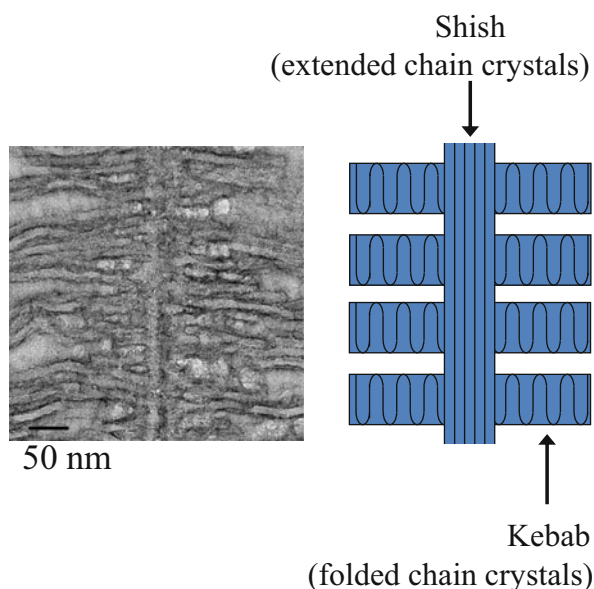 Shish
(extended chain crystals)
50 nm
Kebab
(folded chain crystals)